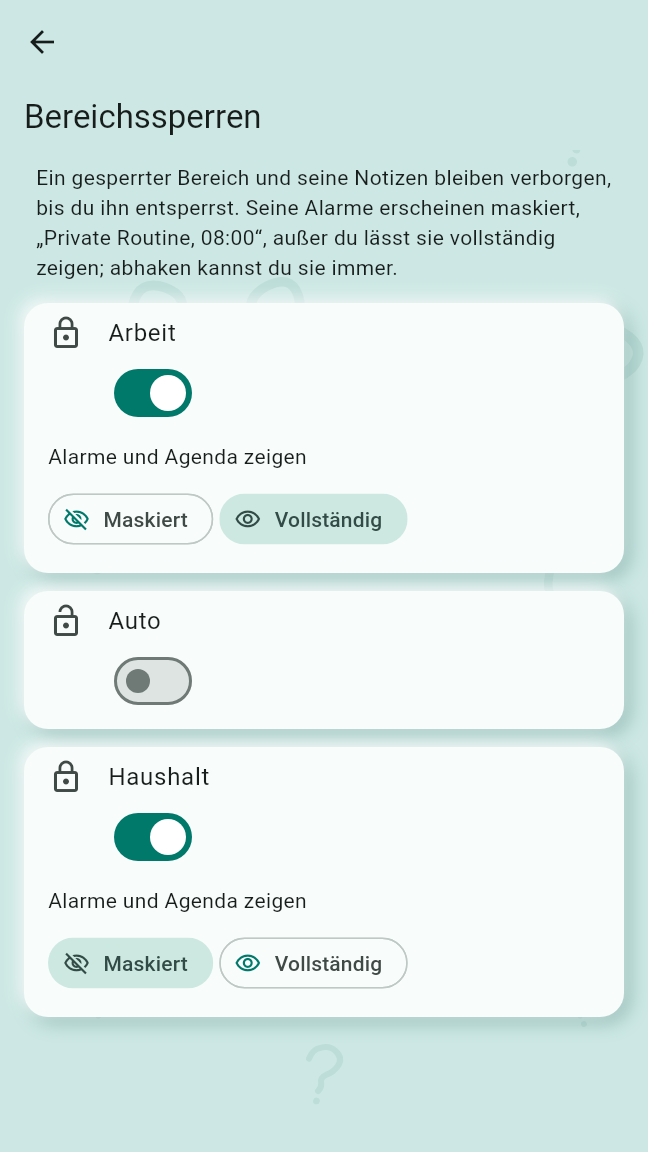 Bereichssperren
Ein gesperrter Bereich und seine Notizen bleiben verborgen,
bis du ihn entsperrst. Seine Alarme erscheinen maskiert,
„Private Routine, 08:00“, außer du lässt sie vollständig
zeigen; abhaken kannst du sie immer.
Arbeit
Alarme und Agenda zeigen
Maskiert Vollständig
Auto
Haushalt
Alarme und Agenda zeigen
Maskiert Vollständig